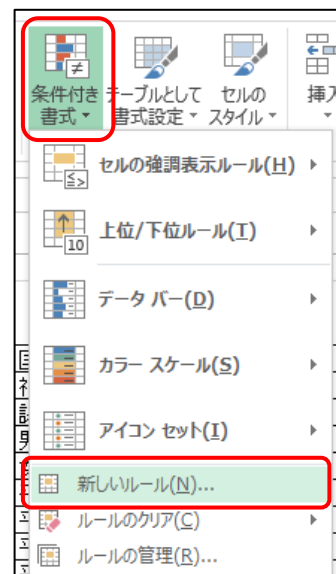 条件付き
書式
テーブルとして
書式設定
セルの
スタイル
挿入
≠
≤>
セルの強調表示ルール(H)
10
上位/下位ルール(T)
データ バー(D)
カラー スケール(S)
アイコン セット(I)
新しいルール(N)...
ルールのクリア(C)
ルールの管理(R)...